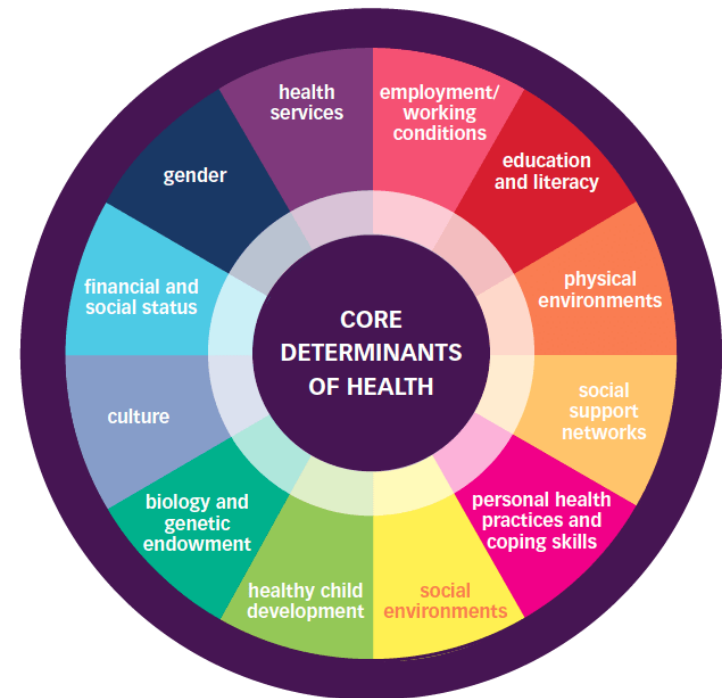 CORE
DETERMINANTS
OF HEALTH
health
services
employment/
working
conditions
education
and literacy
physical
environments
social
support
networks
personal health
practices and
coping skills
social
environments
healthy child
development
biology and
genetic
endowment
culture
financial and
social status
gender